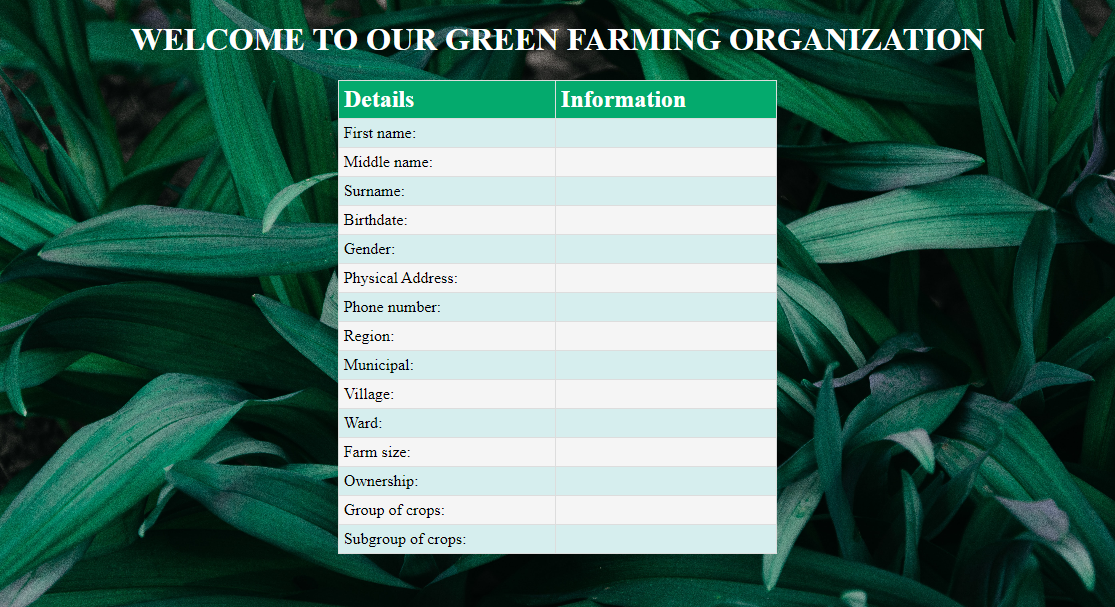 WELCOME TO OUR GREEN FARMING ORGANIZATION
Details Information
First name:
Middle name:
Surname:
Birthdate:
Gender:
Physical Address:
Phone number:
Region:
Municipal:
Village:
Ward:
Farm size:
Ownership:
Group of crops:
Subgroup of crops: